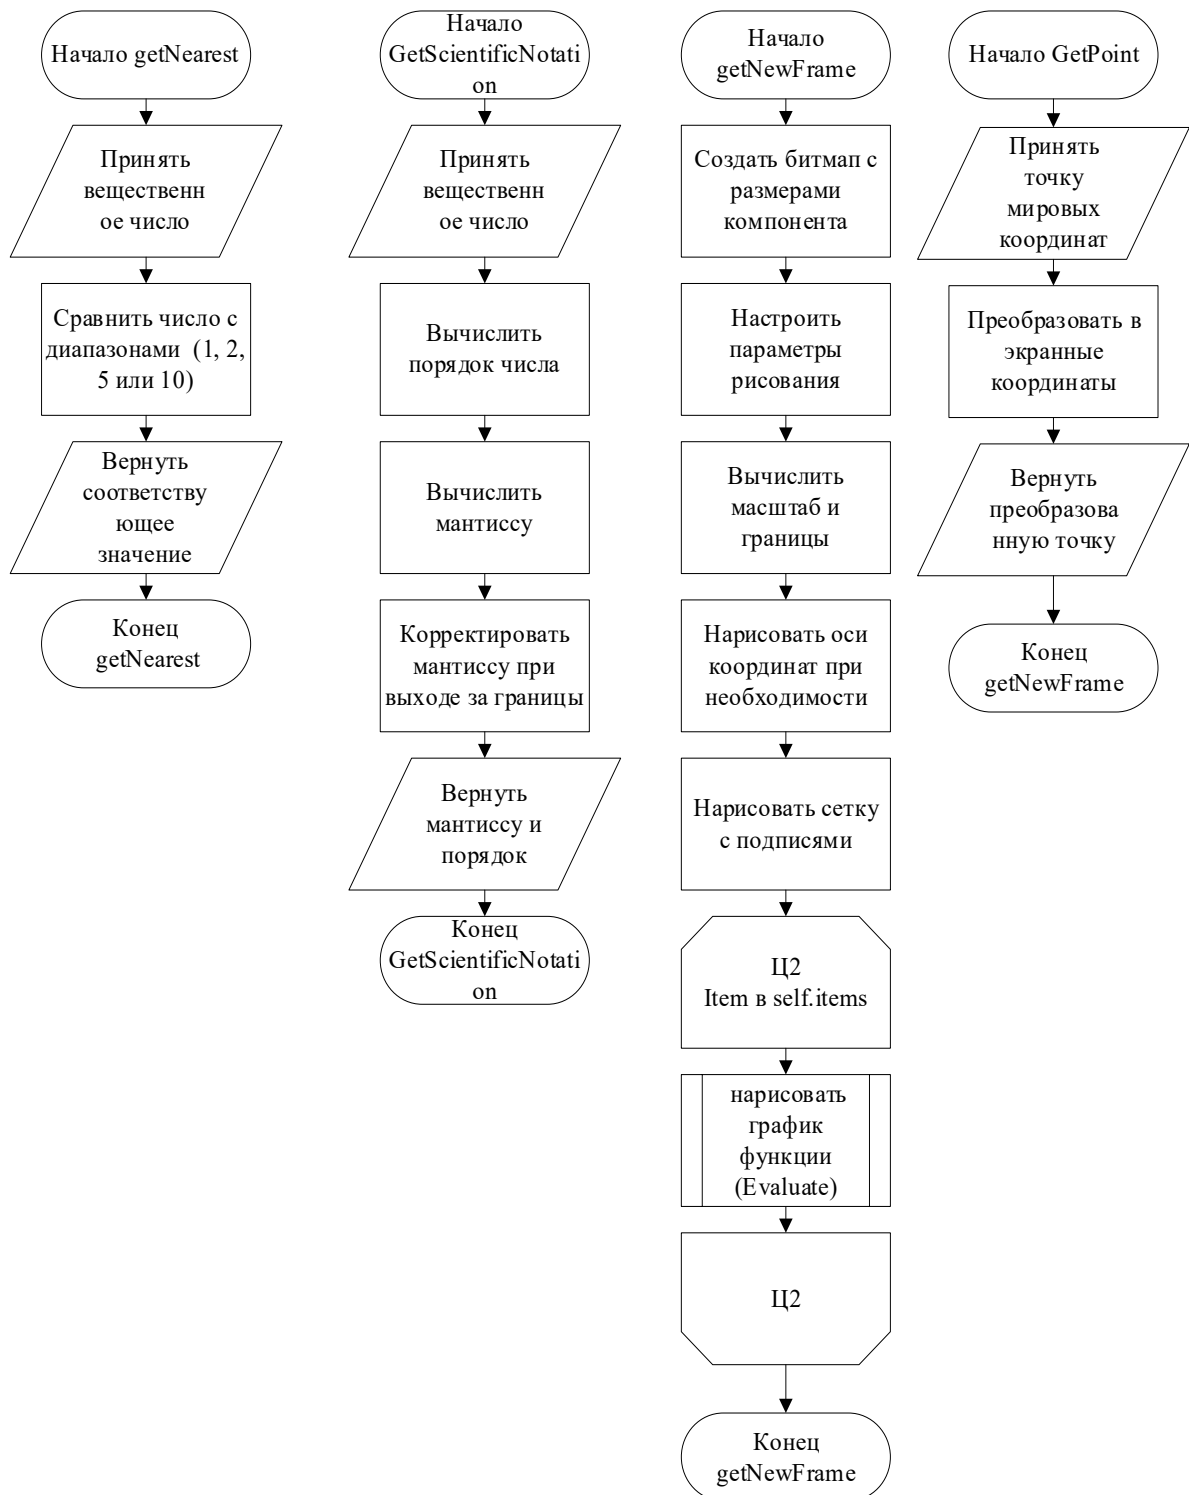 Начало getNearest
Принять
вещественн
ое число
Сравнить число с
диапазонами (1, 2,
5 или 10)
Вернуть
соответству
ющее
значение
Конец
getNearest
Начало
GetScientificNotati
on
Принять
вещественн
ое число
Вычислить
порядок числа
Вычислить
мантиссу
Корректировать
мантиссу при
выходе за границы
Вернуть
мантиссу и
порядок
Конец
GetScientificNotati
on
Начало
getNewFrame
Создать битмап с
размерами
компонента
Настроить
параметры
рисования
Вычислить
масштаб и
границы
Нарисовать оси
координат при
необходимости
Нарисовать сетку
с подписями
Ц2
Item в self.items
нарисовать
график
функции
(Evaluate)
Ц2
Конец
getNewFrame
Начало GetPoint
Принять
точку
мировых
координат
Преобразовать в
экранные
координаты
Вернуть
преобразова
нную точку
Конец
getNewFrame